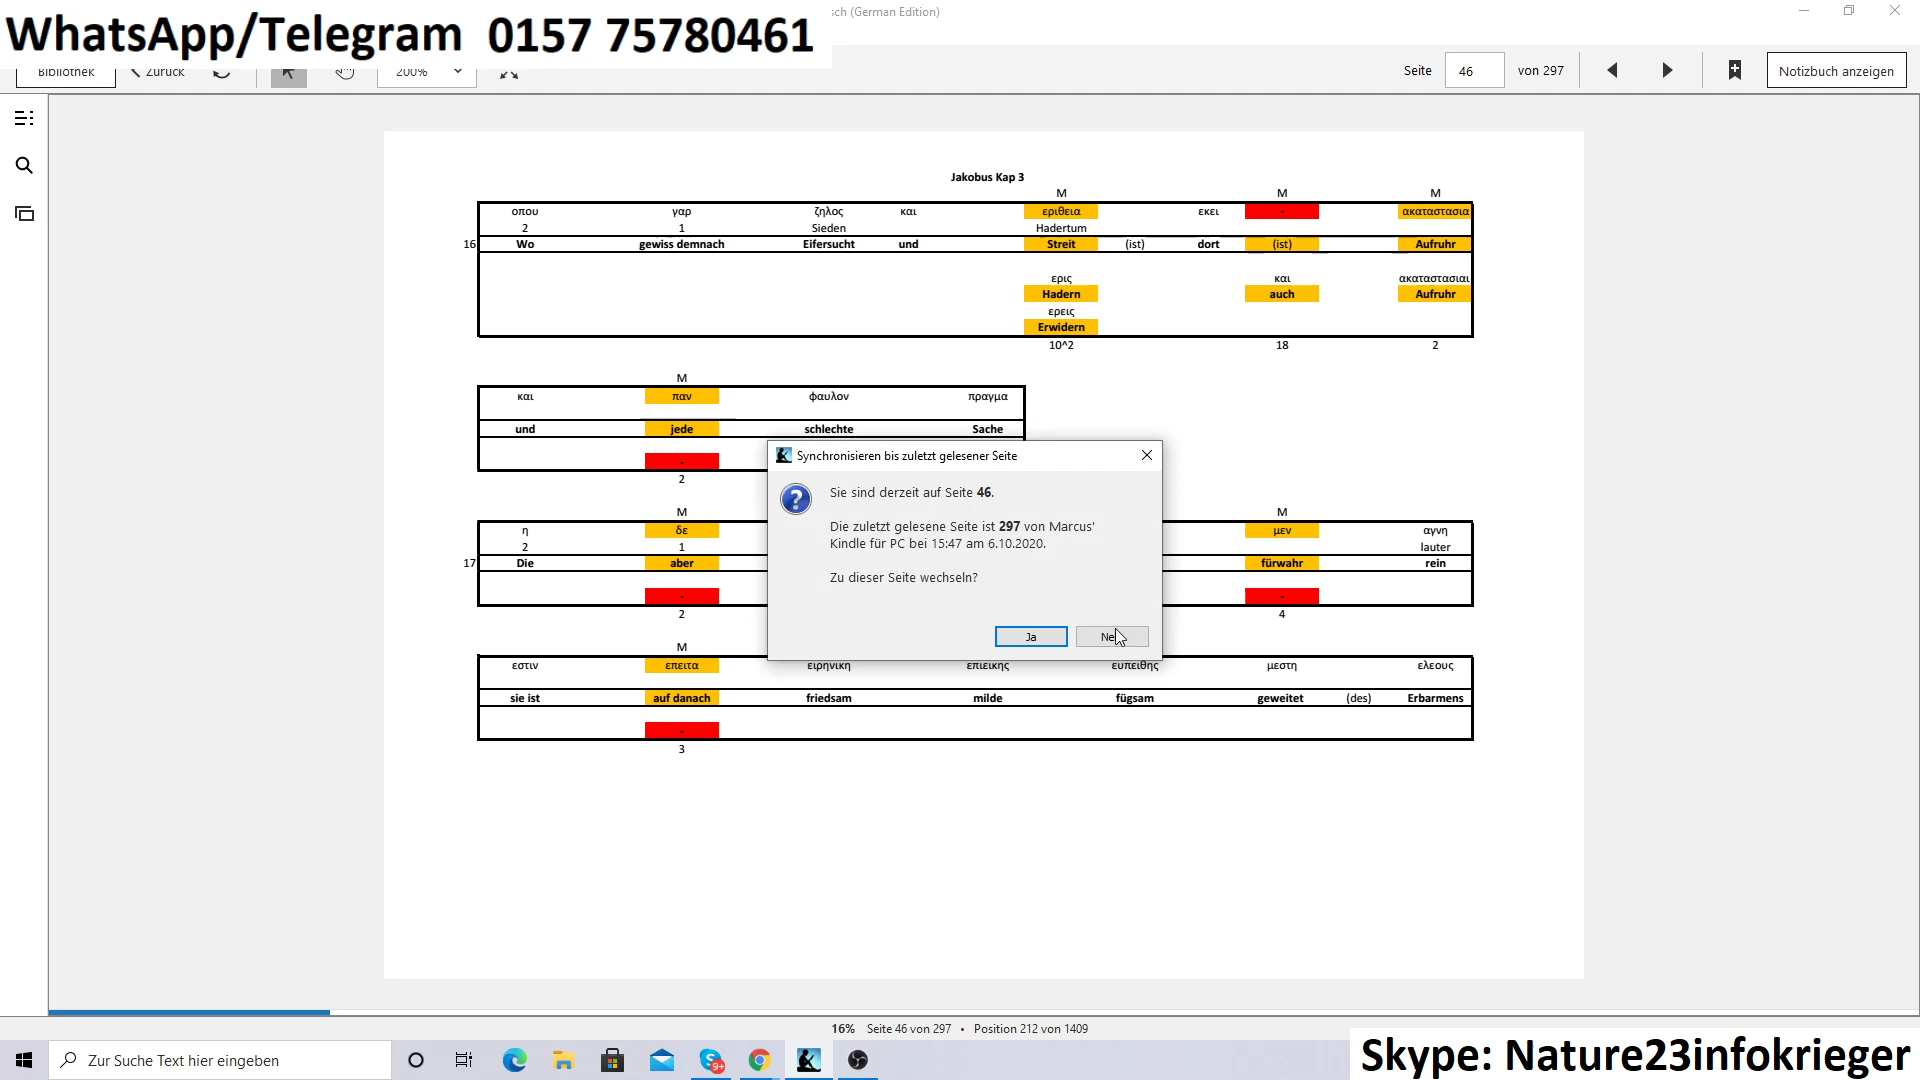 WhatsApp/Telegram 0157 75780461
sch (German Edition)
Bibliothek Zurück 200% Seite 46 von 297 Notizbuch anzeigen
Jakobus Kap 3
M M M
οπου γαρ ζηλος και εριθεια εκει - ακαταστασια
2 1 Sieden Hadertum
16 Wo gewiss demnach Eifersucht und Streit (ist) dort (ist) Aufruhr
ερις και ακαταστασιαι
Hadern auch Aufruhr
ερεις
Erwidern
10^2 18 2
M
και παν φαυλον πραγμα
und jede schlechte Sache
-
2
M M
η δε μεν αγνη
2 1 lauter
17 Die aber fürwahr rein
- -
2 4
M
εστιν επειτα ειρηνικη επιεικης ευπειθης μεστη ελεους
sie ist auf danach friedsam milde fügsam geweitet (des) Erbarmens
-
3
Synchronisieren bis zuletzt gelesener Seite
Sie sind derzeit auf Seite 46.
Die zuletzt gelesene Seite ist 297 von Marcus'
Kindle für PC bei 15:47 am 6.10.2020.
Zu dieser Seite wechseln?
Ja
16% Seite 46 von 297 • Position 212 von 1409
Zur Suche Text hier eingeben
9+
Skype: Nature23infokrieger